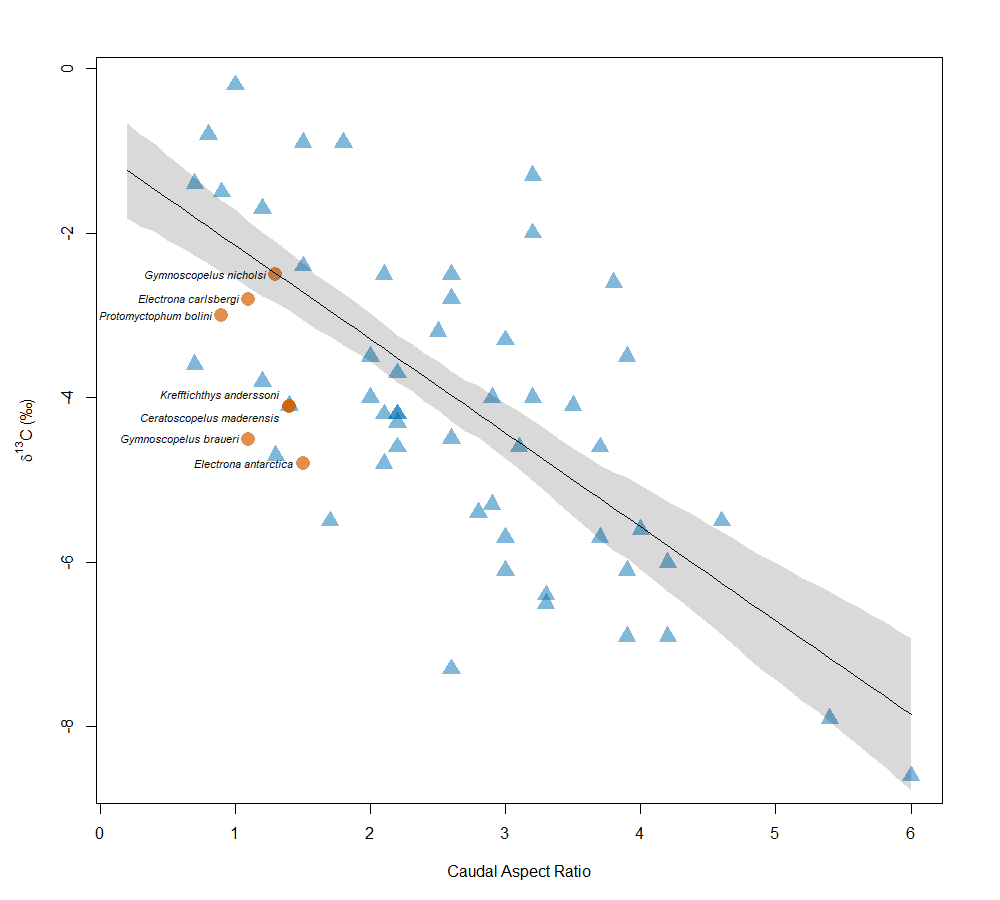 0
-2
-4
-6
-8
δ13C (‰)
Gymnoscopelus nicholsi
Electrona carlsbergi
Protomyctophum bolini
Krefftichthys anderssoni
Ceratoscopelus maderensis
Gymnoscopelus braueri
Electrona antarctica
0 1 2 3 4 5 6
Caudal Aspect Ratio